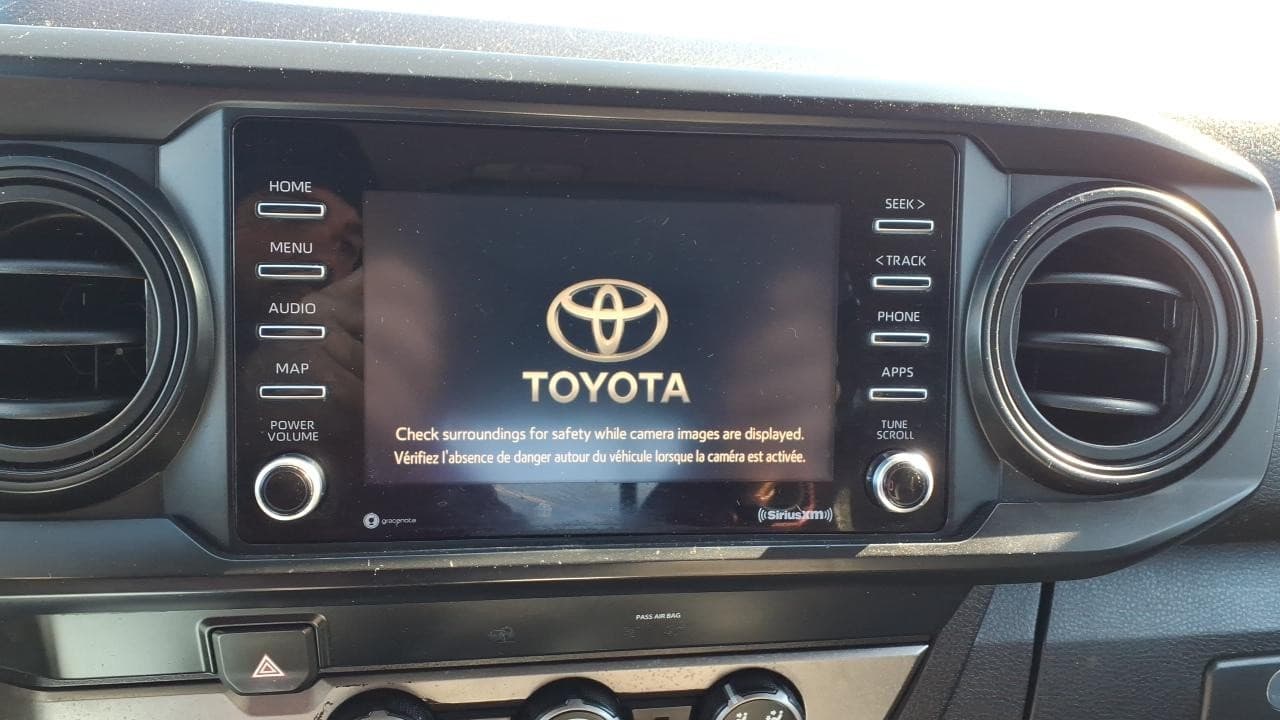 HOME
MENU
AUDIO
MAP
POWER
VOLUME
TOYOTA
Check surroundings for safety while camera images are displayed.
Vérifiez l'absence de danger autour du véhicule lorsque la caméra est activée.
SEEK >
< TRACK
PHONE
APPS
TUNE
SCROLL
gracenote
((SiriusXM))
PASS AIR BAG